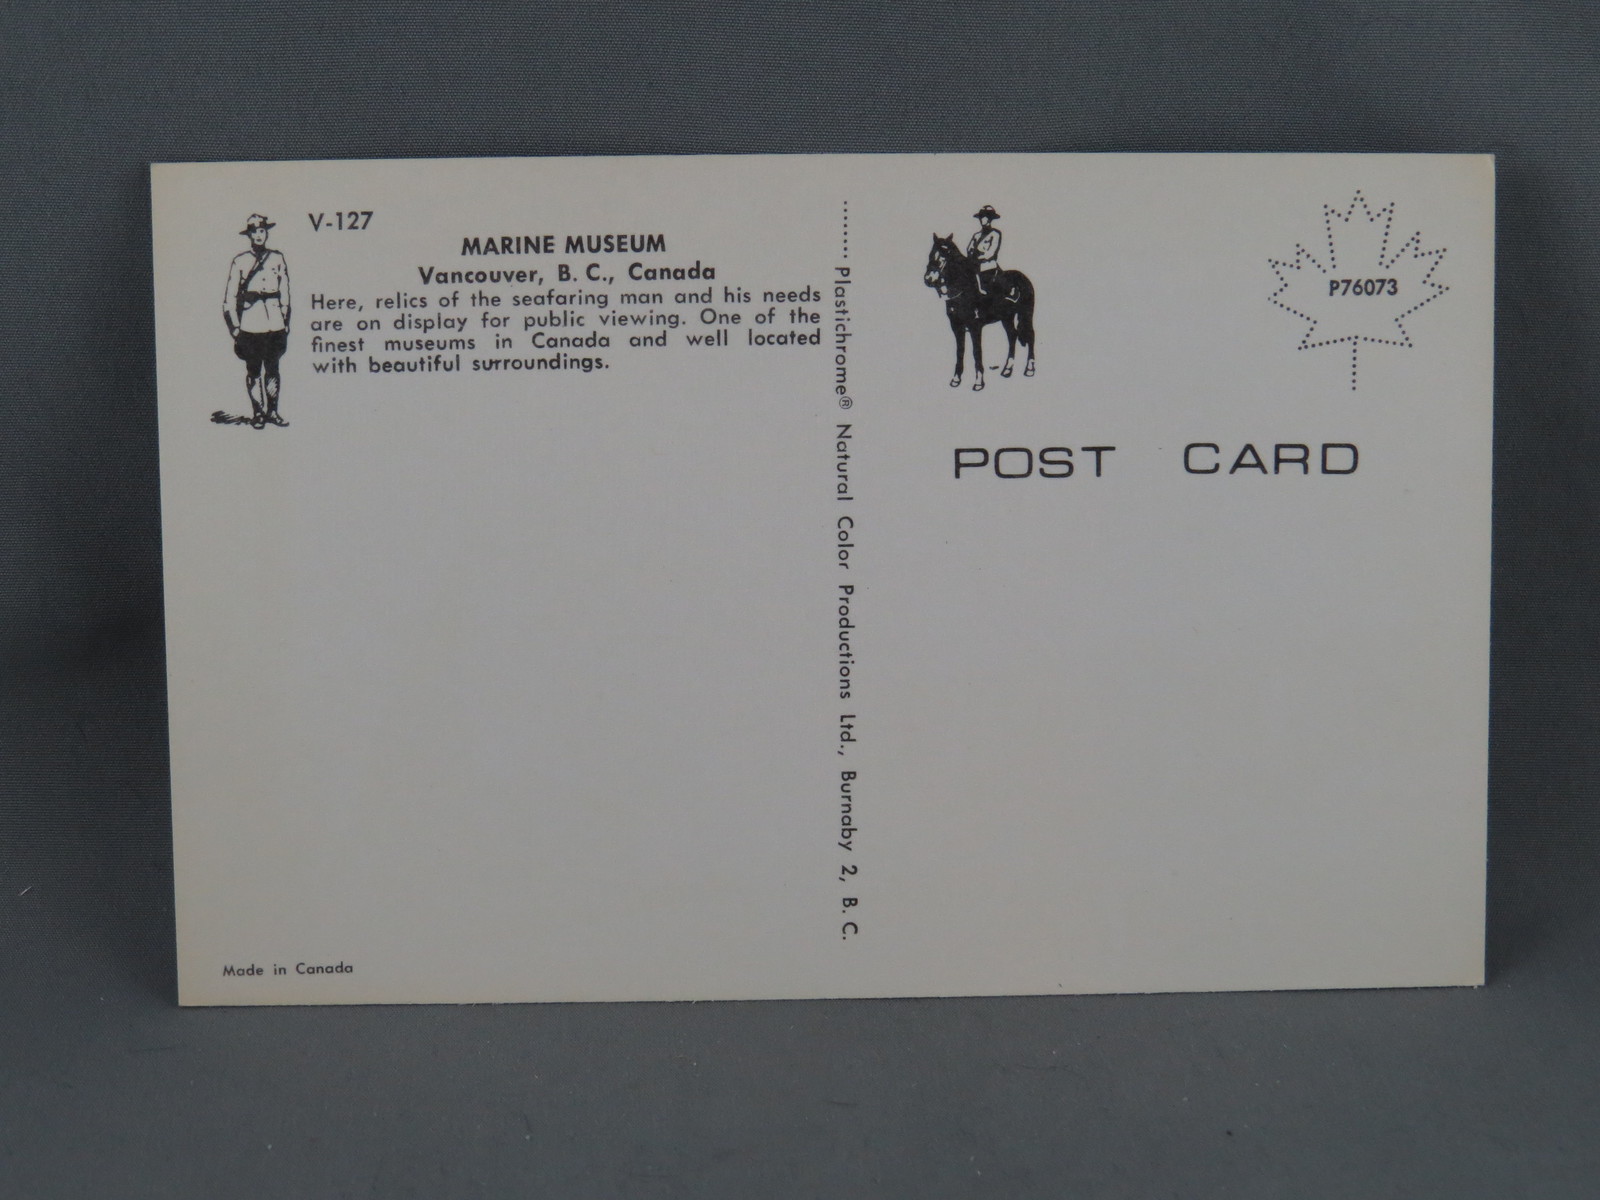 V-127
MARINE MUSEUM
Vancouver, B. C., Canada
Here, relics of the seafaring man and his needs
are on display for public viewing. One of the
finest museums in Canada and well located
with beautiful surroundings.
Made in Canada
Plastichrome® Natural Color Productions Ltd., Burnaby 2, B. C.
P76073
POST CARD